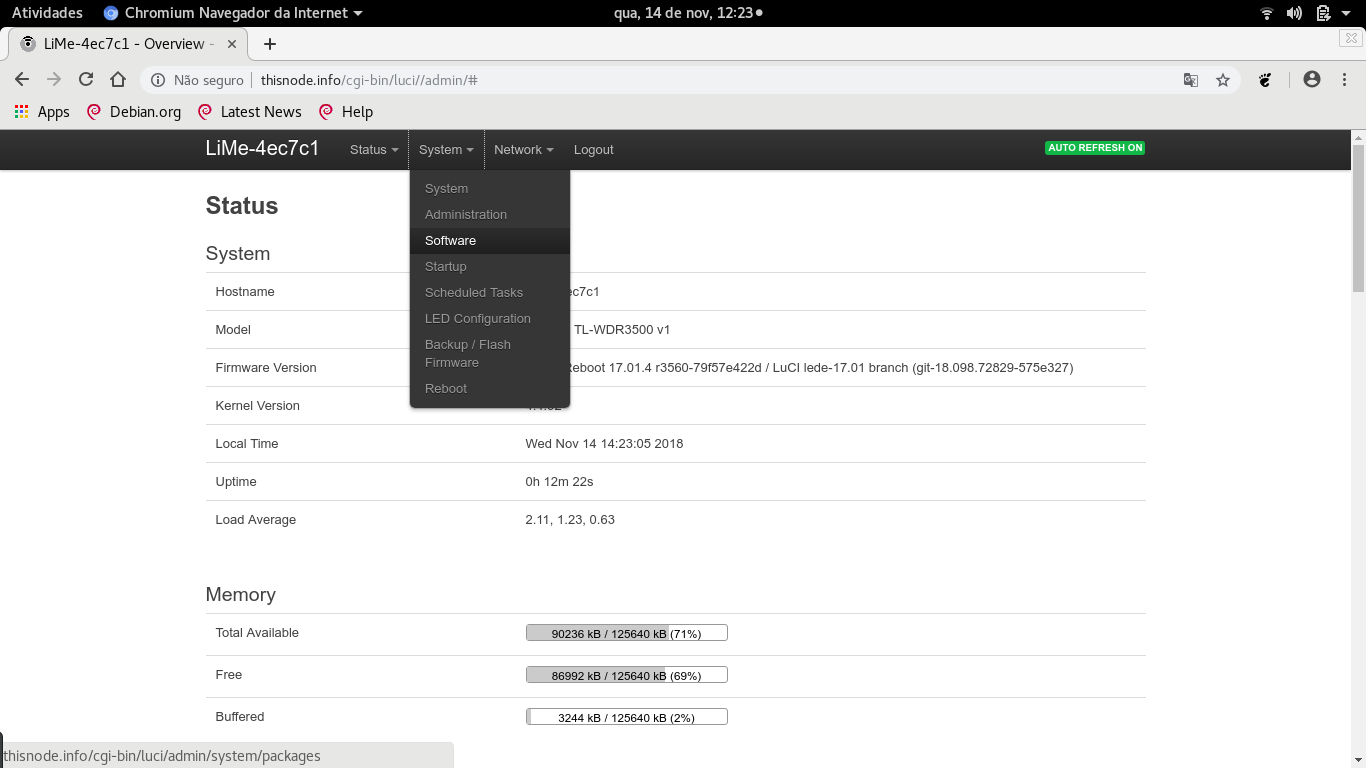 Atividades Chromium Navegador da Internet qua, 14 de nov, 12:23
LiMe-4ec7c1 - Overview -
Não seguro thisnode.info/cgi-bin/luci//admin/#
Apps Debian.org Latest News Help
LiMe-4ec7c1 Status System Network Logout AUTO REFRESH ON
System
Administration
Software
Startup
Scheduled Tasks
LED Configuration
Backup / Flash
Firmware
Reboot
Status
System
Hostname ec7c1
Model TL-WDR3500 v1
Firmware Version Reboot 17.01.4 r3560-79f57e422d / LuCI lede-17.01 branch (git-18.098.72829-575e327)
Kernel Version
Local Time Wed Nov 14 14:23:05 2018
Uptime 0h 12m 22s
Load Average 2.11, 1.23, 0.63
Memory
Total Available 90236 kB / 125640 kB (71%)
Free 86992 kB / 125640 kB (69%)
Buffered 3244 kB / 125640 kB (2%)
thisnode.info/cgi-bin/luci/admin/system/packages